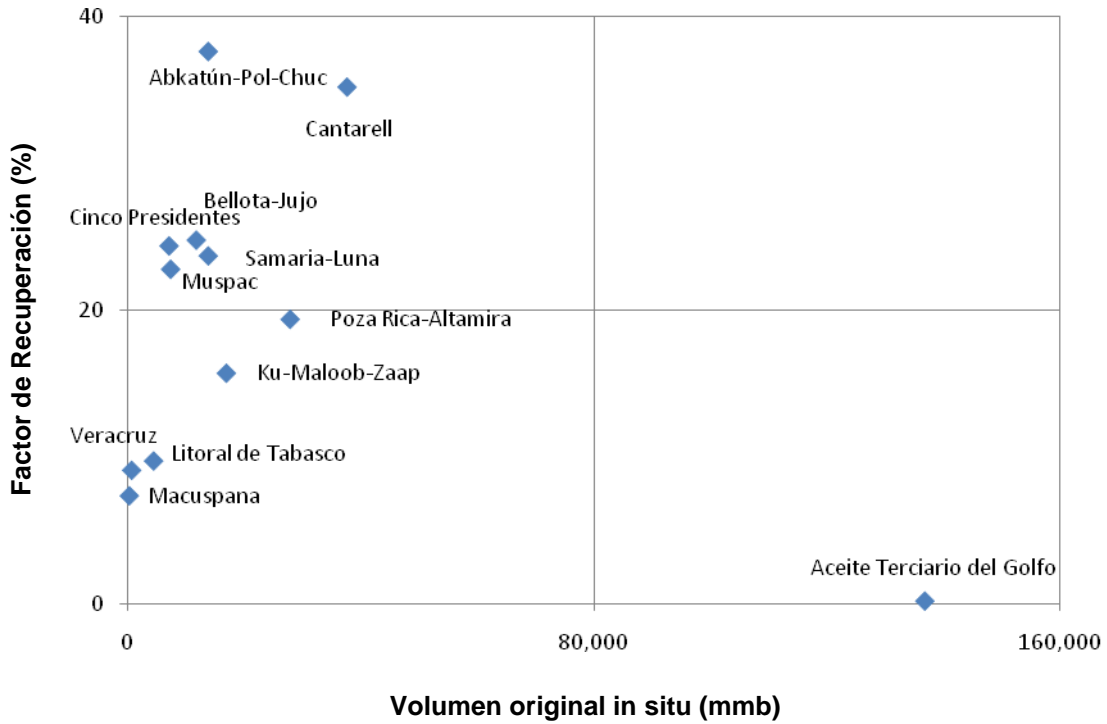 40
Abkatún-Pol-Chuc
Cantarell
Bellota-Jujo
Cinco Presidentes
Samaria-Luna
Muspac
20
Poza Rica-Altamira
Ku-Maloob-Zaap
Veracruz
Litoral de Tabasco
Macuspana
Aceite Terciario del Golfo
0
0
80,000
160,000
Factor de Recuperación (%)
Volumen original in situ (mmb)